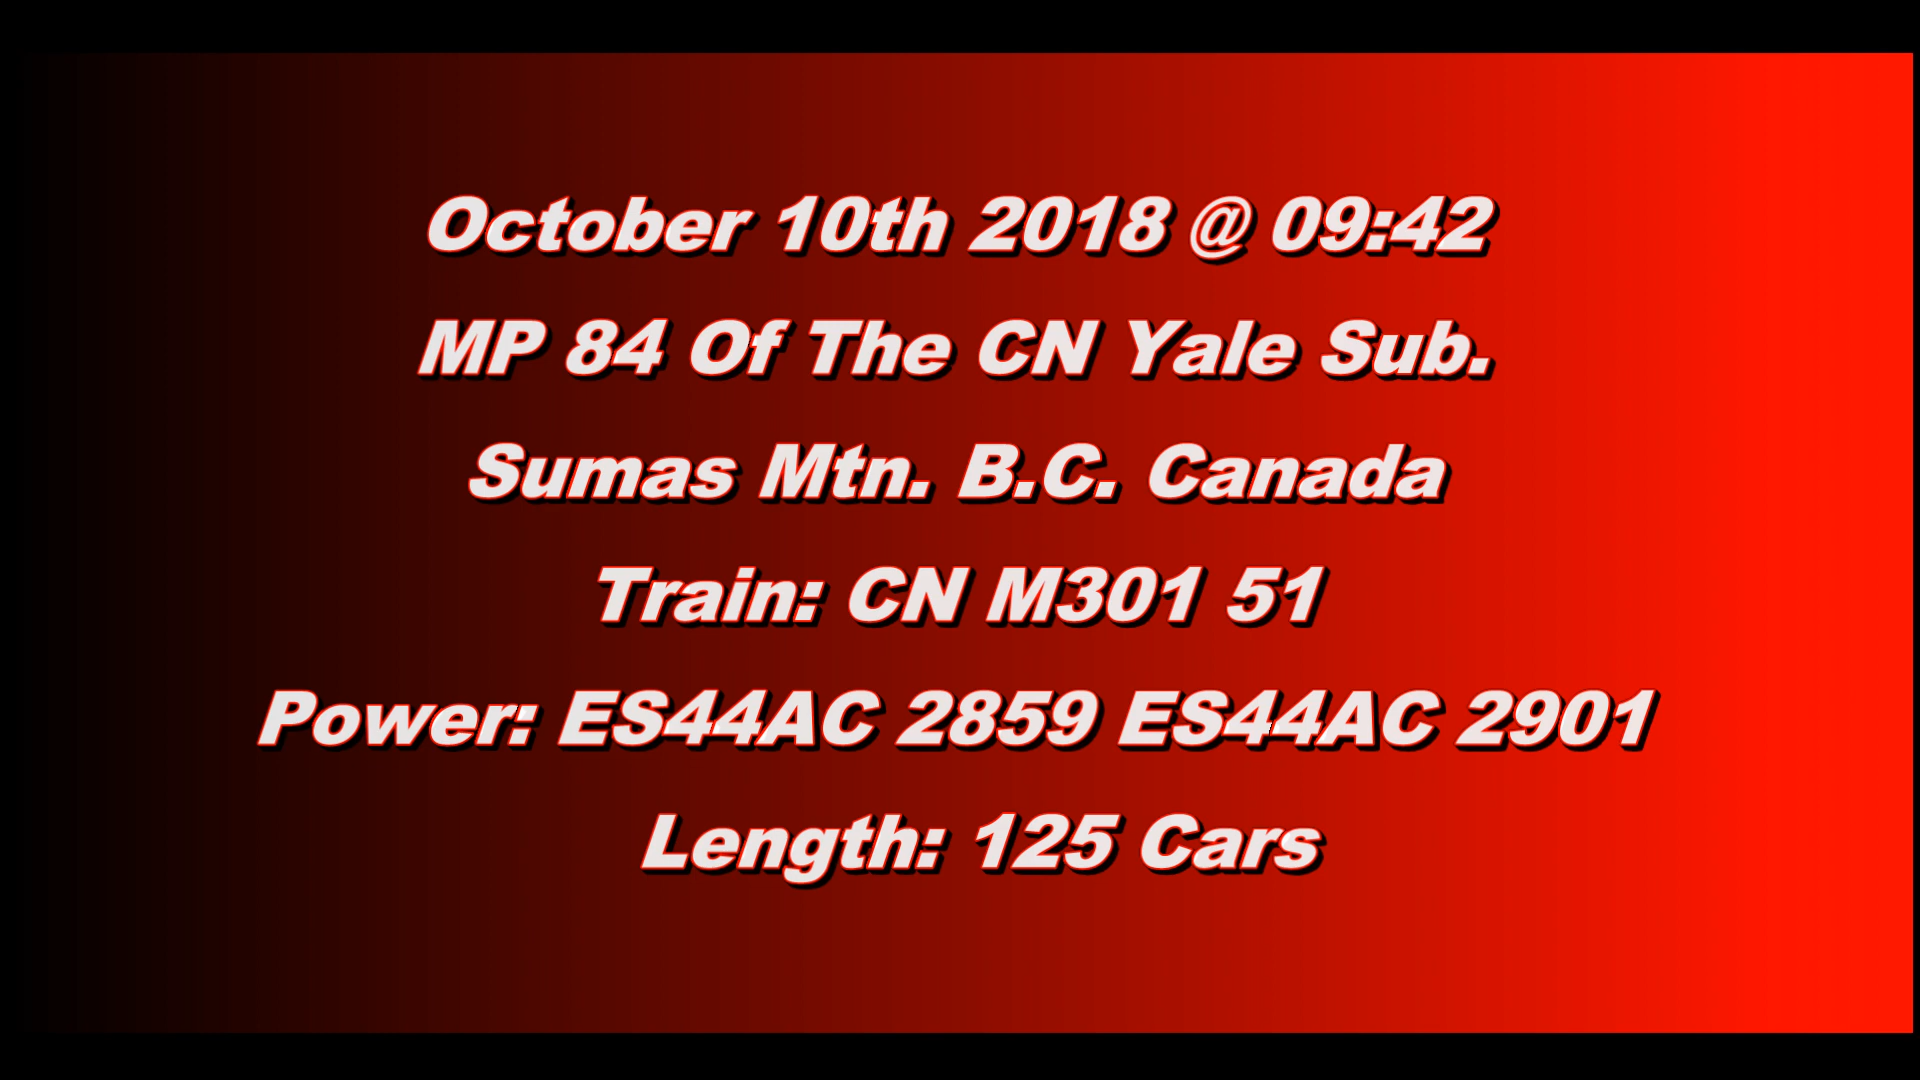 October 10th 2018 @ 09:42
MP 84 Of The CN Yale Sub.
Sumas Mtn. B.C. Canada
Train: CN M301 51
Power: ES44AC 2859 ES44AC 2901
Length: 125 Cars